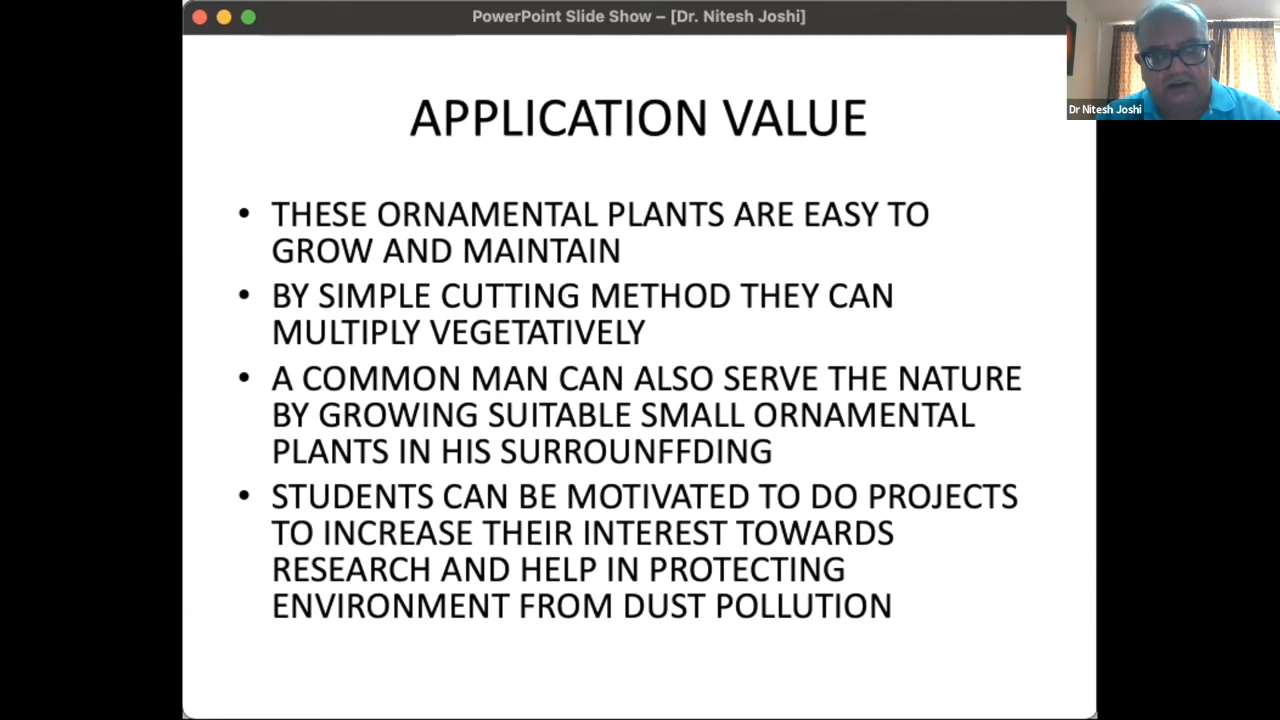 PowerPoint Slide Show – [Dr. Nitesh Joshi]
Dr Nitesh Joshi
APPLICATION VALUE
• THESE ORNAMENTAL PLANTS ARE EASY TO
GROW AND MAINTAIN
• BY SIMPLE CUTTING METHOD THEY CAN
MULTIPLY VEGETATIVELY
• A COMMON MAN CAN ALSO SERVE THE NATURE
BY GROWING SUITABLE SMALL ORNAMENTAL
PLANTS IN HIS SURROUNFFDING
• STUDENTS CAN BE MOTIVATED TO DO PROJECTS
TO INCREASE THEIR INTEREST TOWARDS
RESEARCH AND HELP IN PROTECTING
ENVIRONMENT FROM DUST POLLUTION